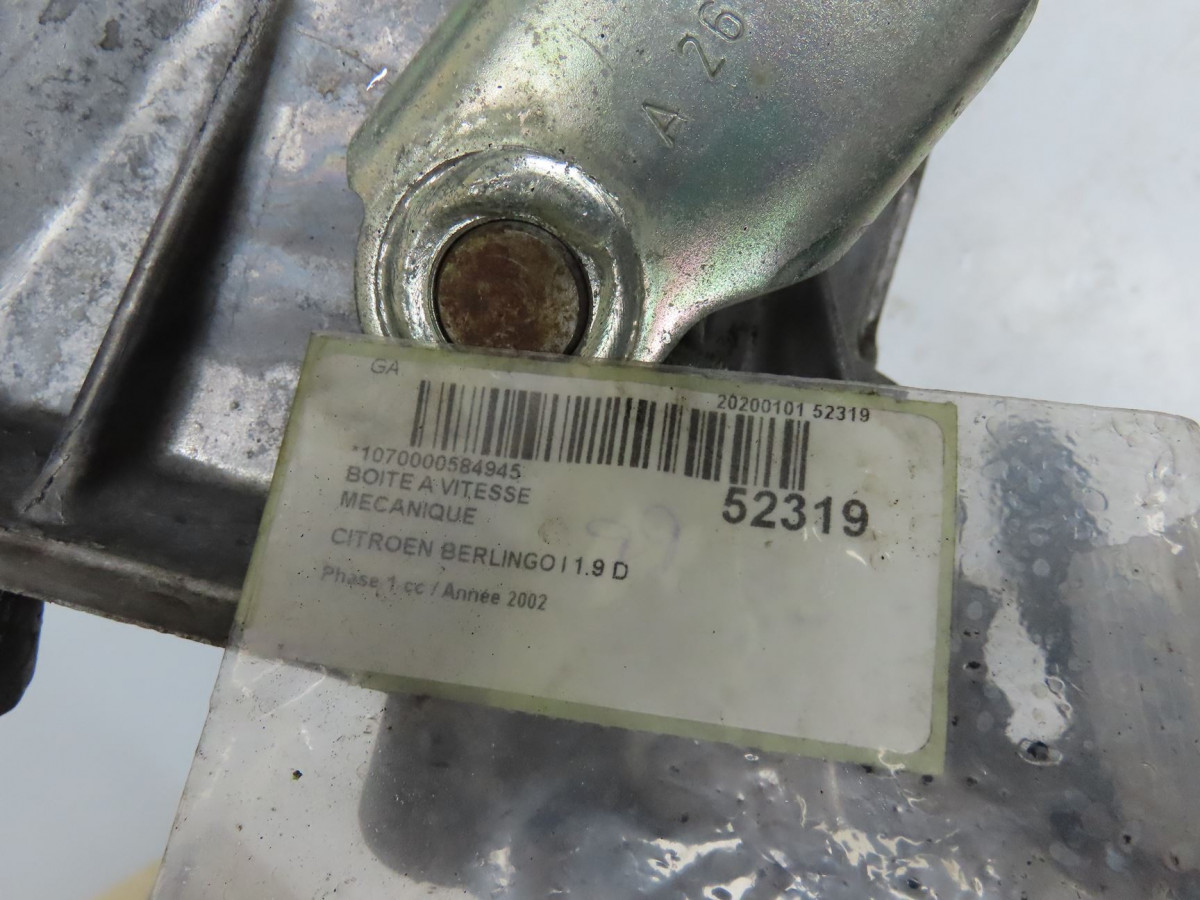 A 26
GA
20200101 52319
*1070000584945
BOITE A VITESSE
MECANIQUE
52319
CITROEN BERLINGO I 1.9 D
Phase 1 cc / Année 2002